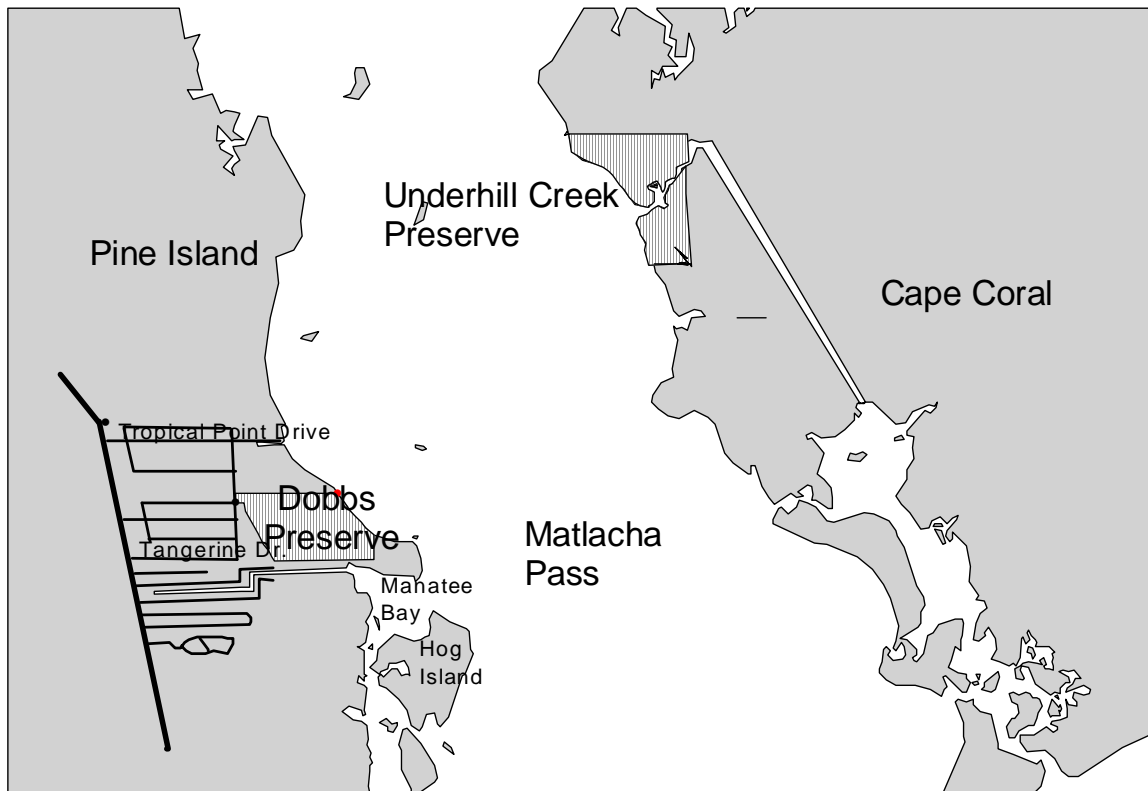 Underhill Creek
Preserve
Pine Island
Cape Coral
Tropical Point Drive
Dobbs
Preserve
Matlacha
Pass
Tangerine Dr.
Manatee
Bay
Hog
Island